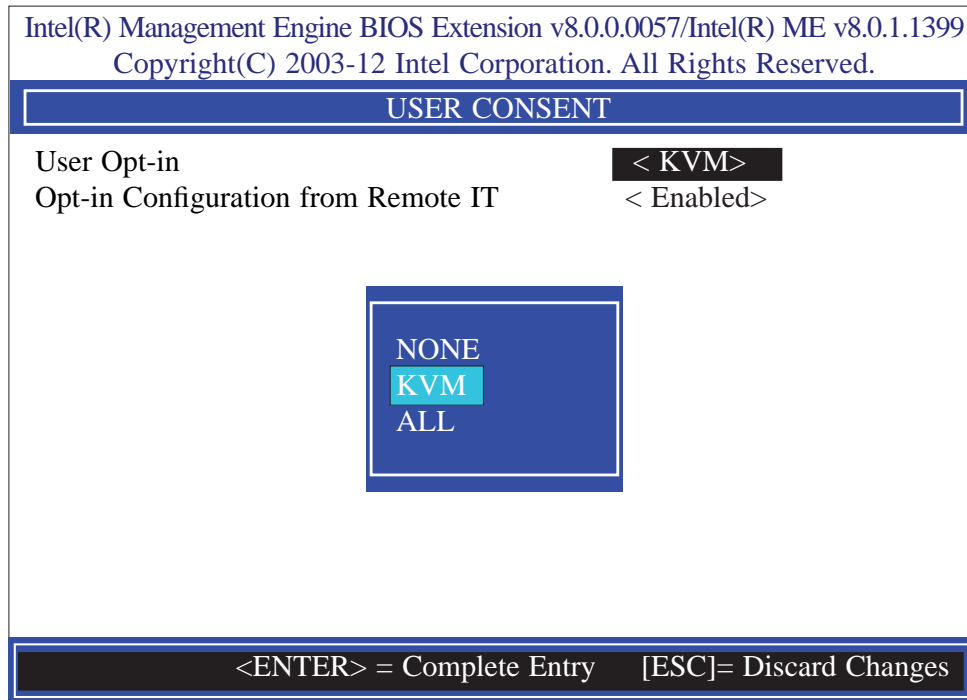 Intel(R) Management Engine BIOS Extension v8.0.0.0057/Intel(R) ME v8.0.1.1399
Copyright(C) 2003-12 Intel Corporation. All Rights Reserved.
USER CONSENT
User Opt-in < KVM>
Opt-in Configuration from Remote IT < Enabled>
NONE
KVM
ALL
<ENTER> = Complete Entry [ESC]= Discard Changes